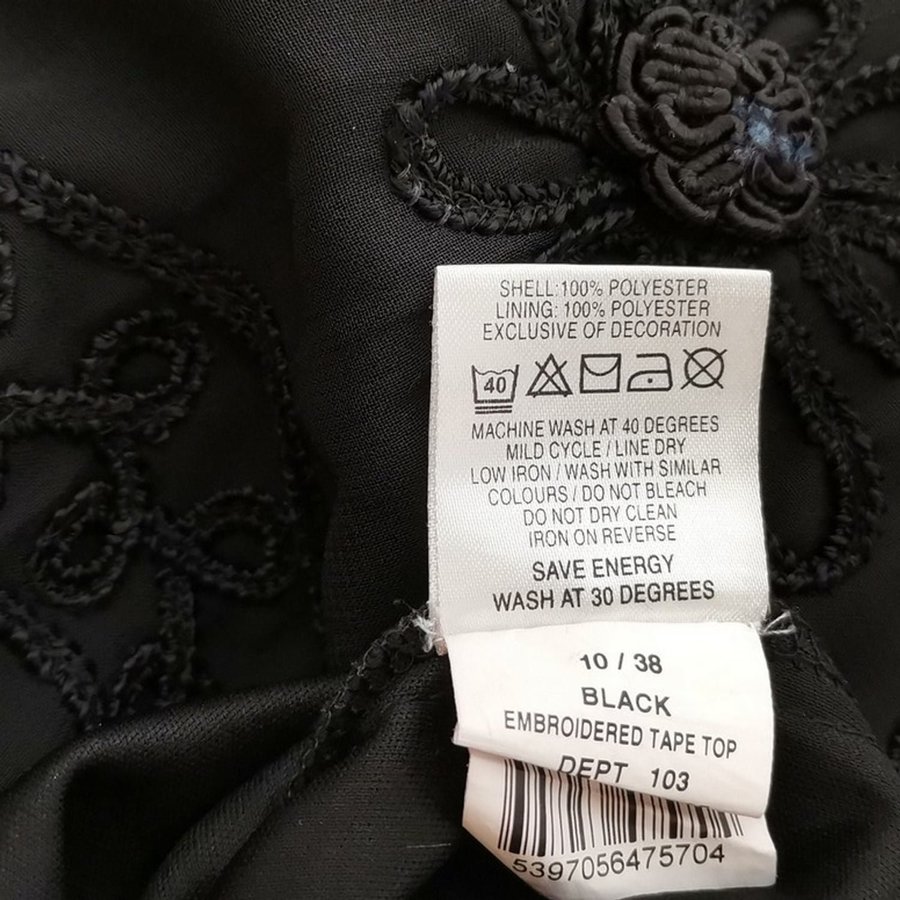 SHELL: 100% POLYESTER
LINING: 100% POLYESTER
EXCLUSIVE OF DECORATION
40
MACHINE WASH AT 40 DEGREES
MILD CYCLE / LINE DRY
LOW IRON / WASH WITH SIMILAR
COLOURS / DO NOT BLEACH
DO NOT DRY CLEAN
IRON ON REVERSE
SAVE ENERGY
WASH AT 30 DEGREES
10 / 38
BLACK
EMBROIDERED TAPE TOP
DEPT 103
5397056475704